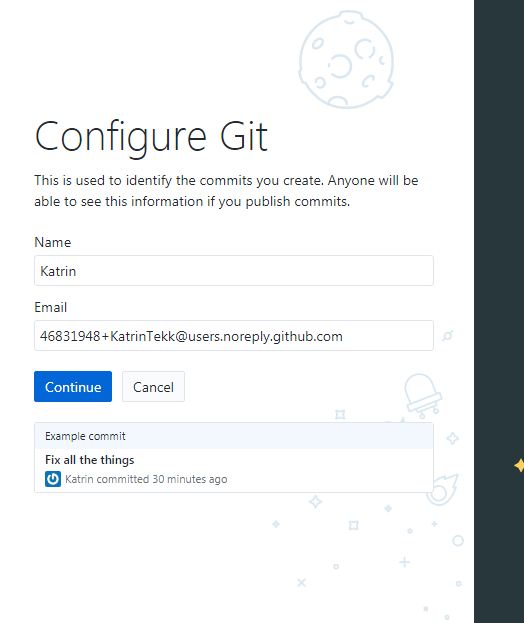 Configure Git
This is used to identify the commits you create. Anyone will be
able to see this information if you publish commits.
Name
Katrin
Email
46831948+KatrinTekk@users.noreply.github.com
Continue Cancel
Example commit
Fix all the things
Katrin committed 30 minutes ago